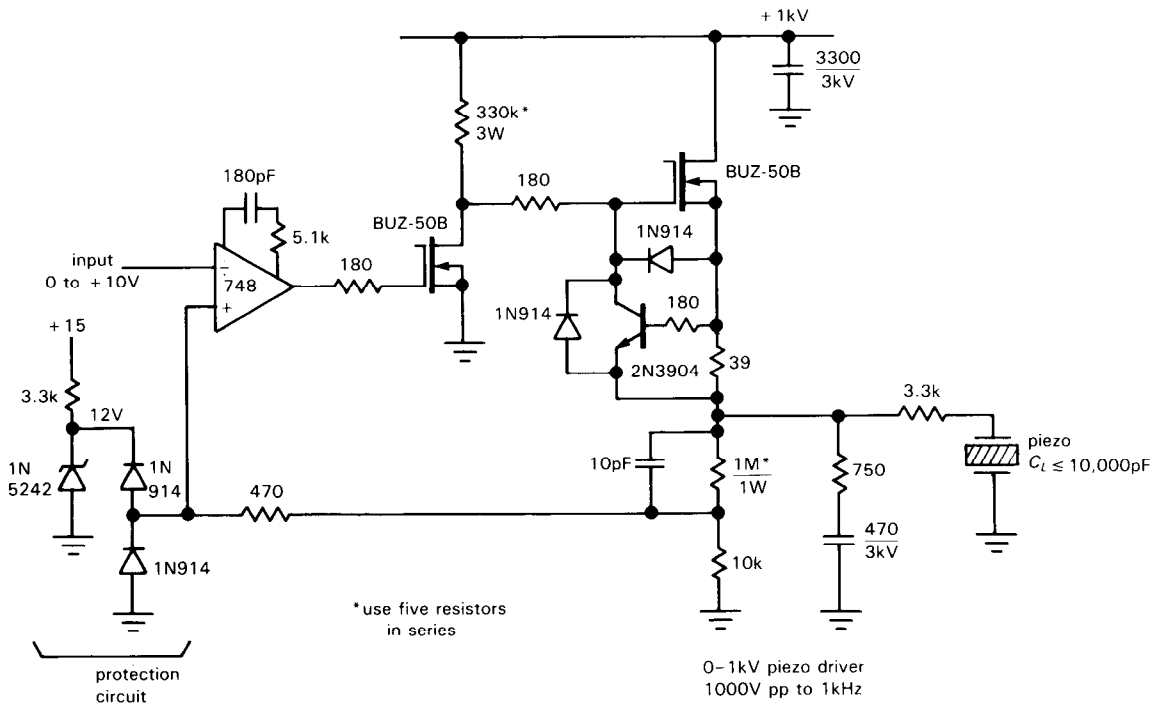 +1kV
3300
3kV
330k*
3W
BUZ-50B
180pF
180
5.1k
BUZ-50B
1N914
input
0 to +10V
−
748
+
180
1N914
180
+15
2N3904
39
3.3k
3.3k
12V
piezo
C_L ≤ 10,000pF
10pF
1M*
1W
1N
5242
1N
914
750
470
470
3kV
1N914
10k
*use five resistors
in series
protection
circuit
0–1kV piezo driver
1000V pp to 1kHz